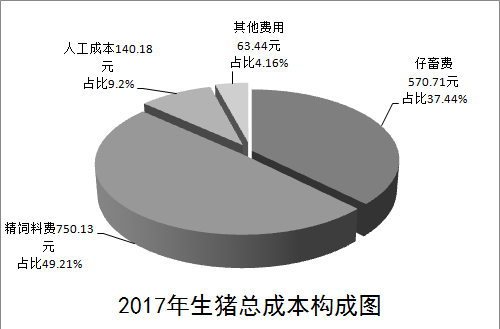 其他费用
63.44元
占比4.16%
人工成本140.18
元
占比9.2%
仔畜费
570.71元
占比37.44%
精饲料费750.13
元
占比49.21%
2017年生猪总成本构成图